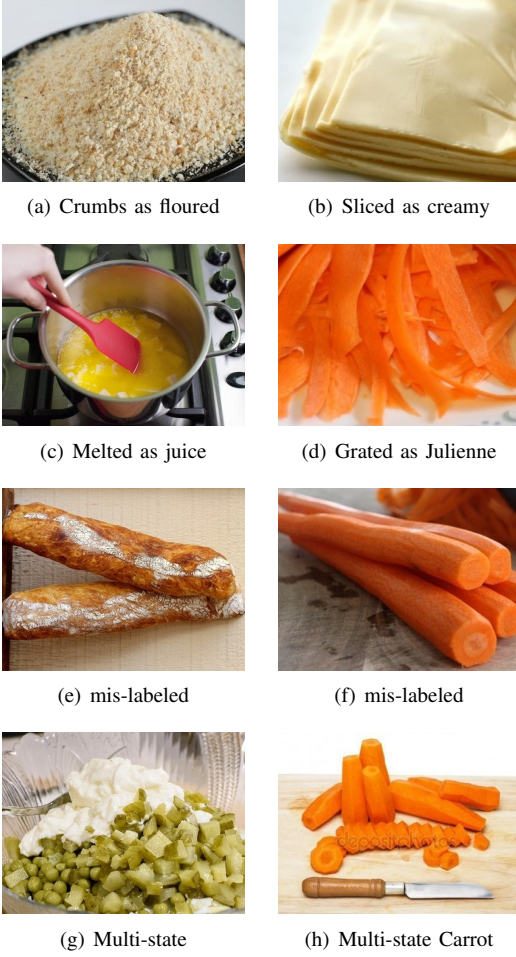 (a) Crumbs as floured
(b) Sliced as creamy
(c) Melted as juice
(d) Grated as Julienne
(e) mis-labeled
(f) mis-labeled
depositphotos
(g) Multi-state
(h) Multi-state Carrot